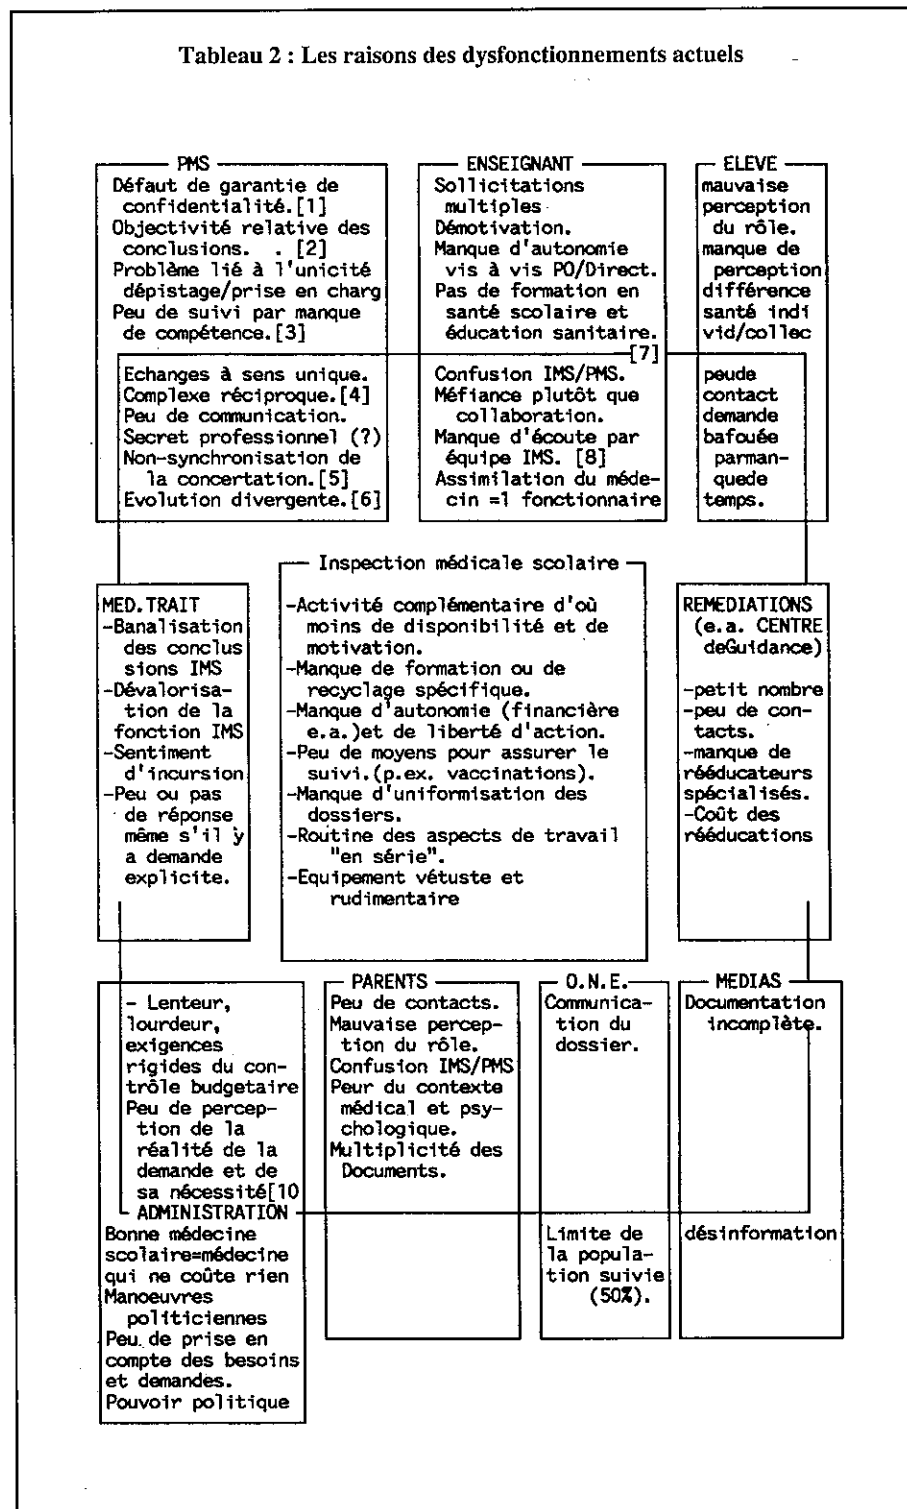 Tableau 2 : Les raisons des dysfonctionnements actuels
PMS
Défaut de garantie de
confidentialité.[1]
Objectivité relative des
conclusions. . [2]
Problème lié à l'unicité
dépistage/prise en charg
Peu de suivi par manque
de compétence.[3]
Echanges à sens unique.
Complexe réciproque.[4]
Peu de communication.
Secret professionnel (?)
Non-synchronisation de
la concertation.[5]
Evolution divergente.[6]
ENSEIGNANT
Sollicitations
multiples
Démotivation.
Manque d'autonomie
vis à vis PO/Direct.
Pas de formation en
santé scolaire et
éducation sanitaire.
[7]
Confusion IMS/PMS.
Méfiance plutôt que
collaboration.
Manque d'écoute par
équipe IMS. [8]
Assimilation du méde-
cin =1 fonctionnaire
ELEVE
mauvaise
perception
du rôle.
manque de
perception
différence
santé indi
vid/collec
peude
contact
demande
bafouée
parman-
quede
temps.
MED.TRAIT
-Banalisation
des conclus
sions IMS
-Dévalorisa-
tion de la
fonction IMS
-Sentiment
d'incursion
-Peu ou pas
de réponse
même s'il y
a demande
explicite.
Inspection médicale scolaire
-Activité complémentaire d'où
moins de disponibilité et de
motivation.
-Manque de formation ou de
recyclage spécifique.
-Manque d'autonomie (financière
e.a.)et de liberté d'action.
-Peu de moyens pour assurer le
suivi.(p.ex. vaccinations).
-Manque d'uniformisation des
dossiers.
-Routine des aspects de travail
"en série".
-Equipement vétuste et
rudimentaire
REMEDIATIONS
(e.a. CENTRE
deGuidance)
-petit nombre
-peu de con-
tacts.
-manque de
rééducateurs
spécialisés.
-Coût des
rééducations
- Lenteur,
lourdeur,
exigences
rigides du con-
trôle budgetaire
Peu de percep-
tion de la
réalité de la
demande et de
sa nécessité[10
ADMINISTRATION
Bonne médecine
scolaire=médecine
qui ne coûte rien
Manoeuvres
politiciennes
Peu de prise en
compte des besoins
et demandes.
Pouvoir politique
PARENTS
Peu de contacts.
Mauvaise percep-
tion du rôle.
Confusion IMS/PMS
Peur du contexte
médical et psy-
chologique.
Multiplicité des
Documents.
O.N.E.
Communica-
tion du
dossier.
Limite de
la popula-
tion suivie
(50%).
MEDIAS
Documentation
incomplète.
désinformation